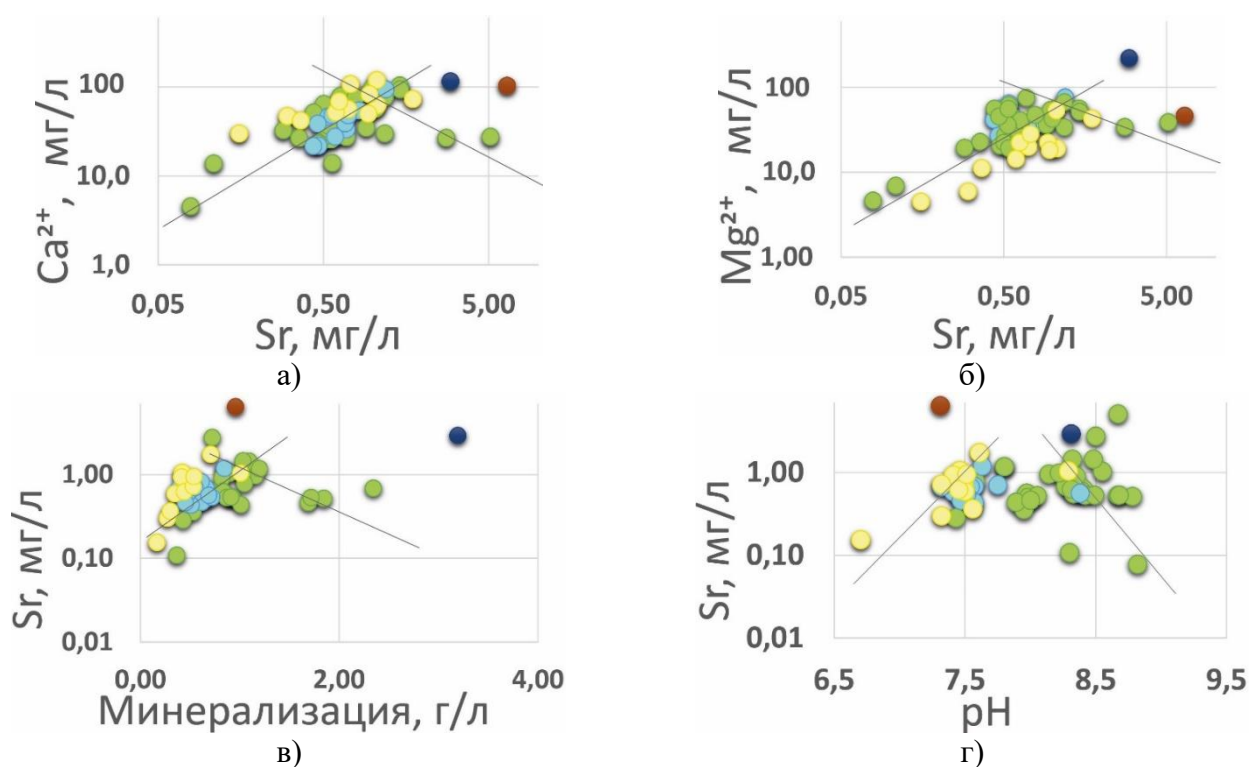 Ca²⁺, мг/л
100
10,0
1,0
0,05 0,50 5,00
Sr, мг/л
а)
Mg²⁺, мг/л
100
10,0
1,00
0,05 0,50 5,00
Sr, мг/л
б)
Sr, мг/л
1,00
0,10
0,01
0,00 2,00 4,00
Минерализация, г/л
в)
Sr, мг/л
1,00
0,10
0,01
6,5 7,5 8,5 9,5
pH
г)